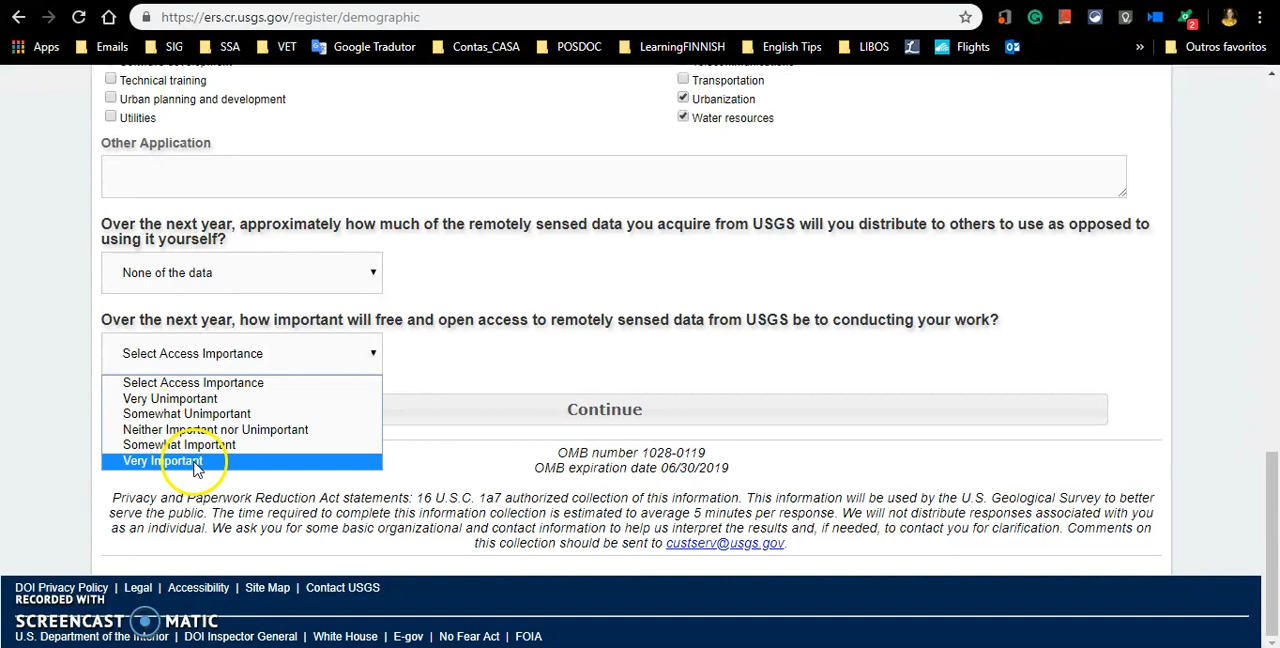 https://ers.cr.usgs.gov/register/demographic
2
Apps Emails SIG SSA VET Google Tradutor Contas_CASA POSDOC LearningFINNISH English Tips LIBOS Flights » Outros favoritos
Technical training Transportation
Urban planning and development Urbanization
Utilities Water resources
Other Application
Over the next year, approximately how much of the remotely sensed data you acquire from USGS will you distribute to others to use as opposed to
using it yourself?
None of the data
Over the next year, how important will free and open access to remotely sensed data from USGS be to conducting your work?
Select Access Importance
Select Access Importance
Very Unimportant
Somewhat Unimportant
Continue
Neither Important nor Unimportant
Somewhat Important
Very Important
OMB number 1028-0119
OMB expiration date 06/30/2019
Privacy and Paperwork Reduction Act statements: 16 U.S.C. 1a7 authorized collection of this information. This information will be used by the U.S. Geological Survey to better
serve the public. The time required to complete this information collection is estimated to average 5 minutes per response. We will not distribute responses associated with you
as an individual. We ask you for some basic organizational and contact information to help us interpret the results and, if needed, to contact you for clarification. Comments on
this collection should be sent to custserv@usgs.gov.
DOI Privacy Policy | Legal | Accessibility | Site Map | Contact USGS
RECORDED WITH
SCREENCAST MATIC
U.S. Department of the Interior | DOI Inspector General | White House | E-gov | No Fear Act | FOIA